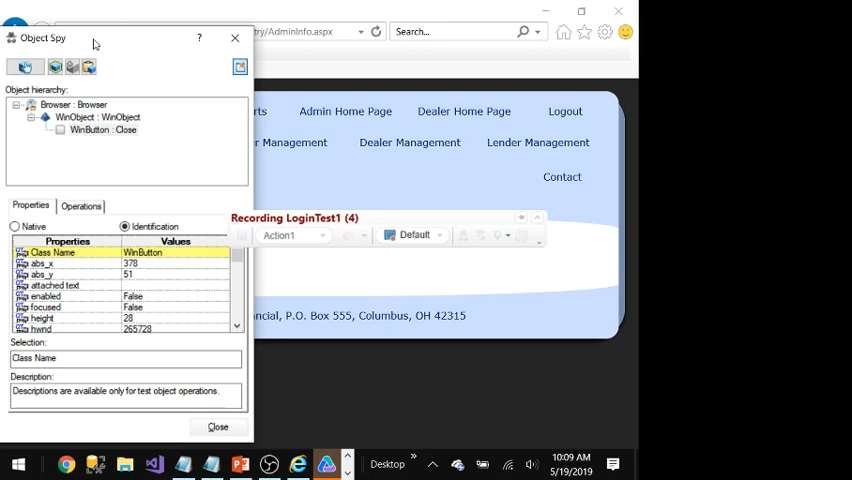 Object Spy
?
try/AdminInfo.aspx
Search...
Object hierarchy:
Browser : Browser
WinObject : WinObject
WinButton : Close
Properties
Operations
Native
Identification
Properties Values
Class Name WinButton
abs_x 378
abs_y 51
attached text
enabled False
focused False
height 28
hwnd 265728
Selection:
Class Name
Description:
Descriptions are available only for test object operations.
Close
rts Admin Home Page Dealer Home Page Logout
r Management Dealer Management Lender Management
Contact
Recording LoginTest1 (4)
Action1 Default
ncial, P.O. Box 555, Columbus, OH 42315
Desktop
10:09 AM
5/19/2019